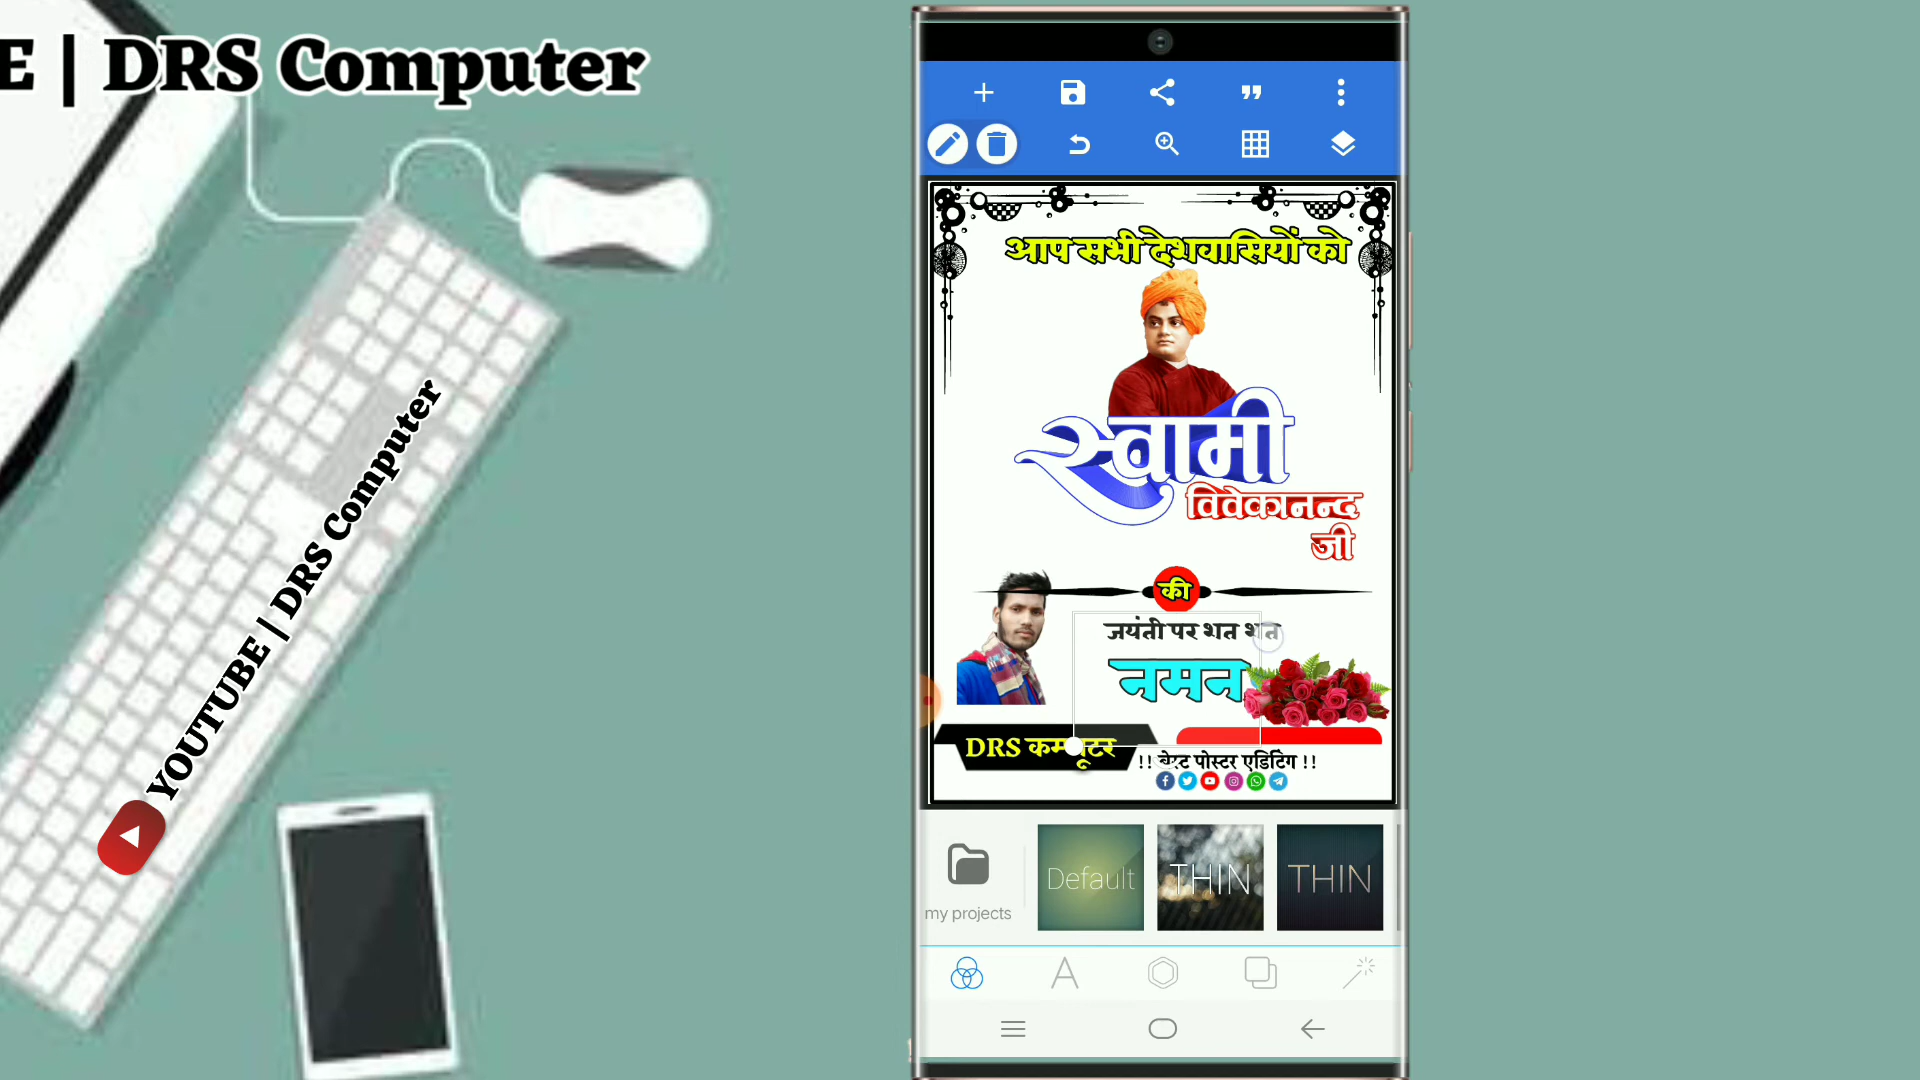 E | DRS Computer
YOUTUBE | DRS Computer
आप सभी देशवासियों को
स्वामी
विवेकानन्द
जी
की
जयंती पर शत शत
नमन
DRS कम्प्यूटर
!! बेस्ट पोस्टर एडिटिंग !!
my projects
Default
THIN
THIN